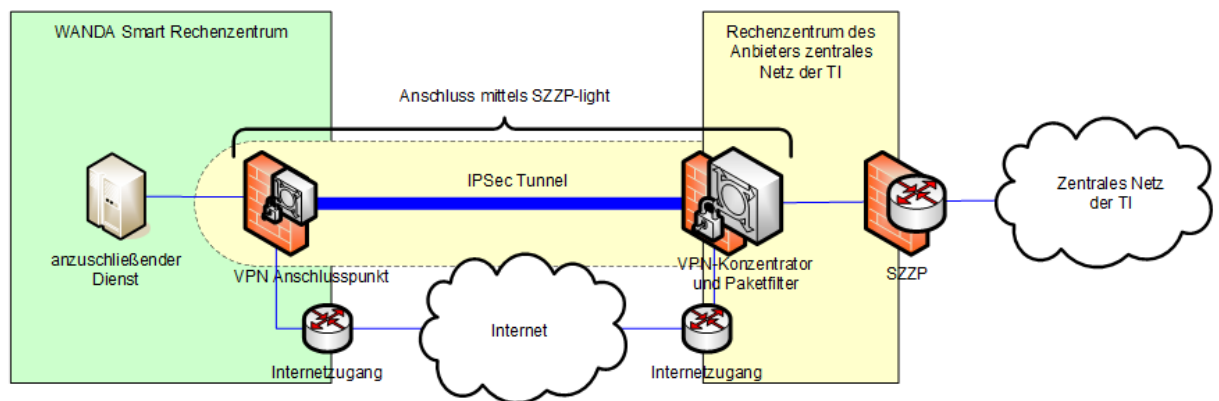 WANDA Smart Rechenzentrum
Rechenzentrum des
Anbieters zentrales
Netz der TI
Anschluss mittels SZZP-light
IPSec Tunnel
Zentrales Netz
der TI
anzuschließender
Dienst
VPN Anschlusspunkt
VPN-Konzentrator
und Paketfilter
SZZP
Internet
Internetzugang
Internetzugang